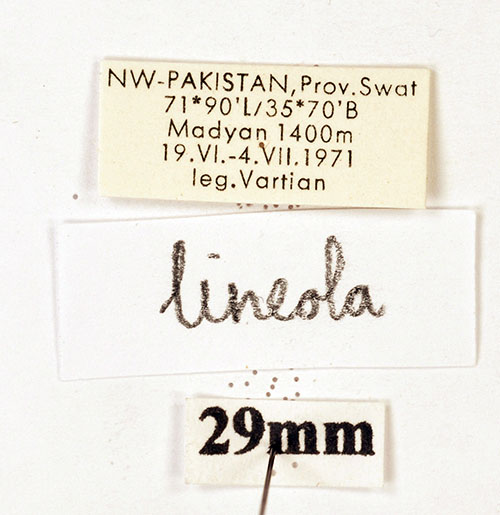 NW-PAKISTAN, Prov.Swat
71*90'L/35*70'B
Madyan 1400m
19.VI.-4.VII.1971
leg.Vartian
lineola
29mm